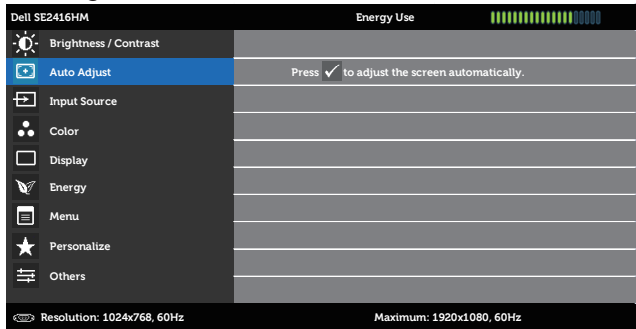 Dell SE2416HM Energy Use
Brightness / Contrast
Auto Adjust Press ✓ to adjust the screen automatically.
Input Source
Color
Display
Energy
Menu
Personalize
Others
Resolution: 1024x768, 60Hz Maximum: 1920x1080, 60Hz